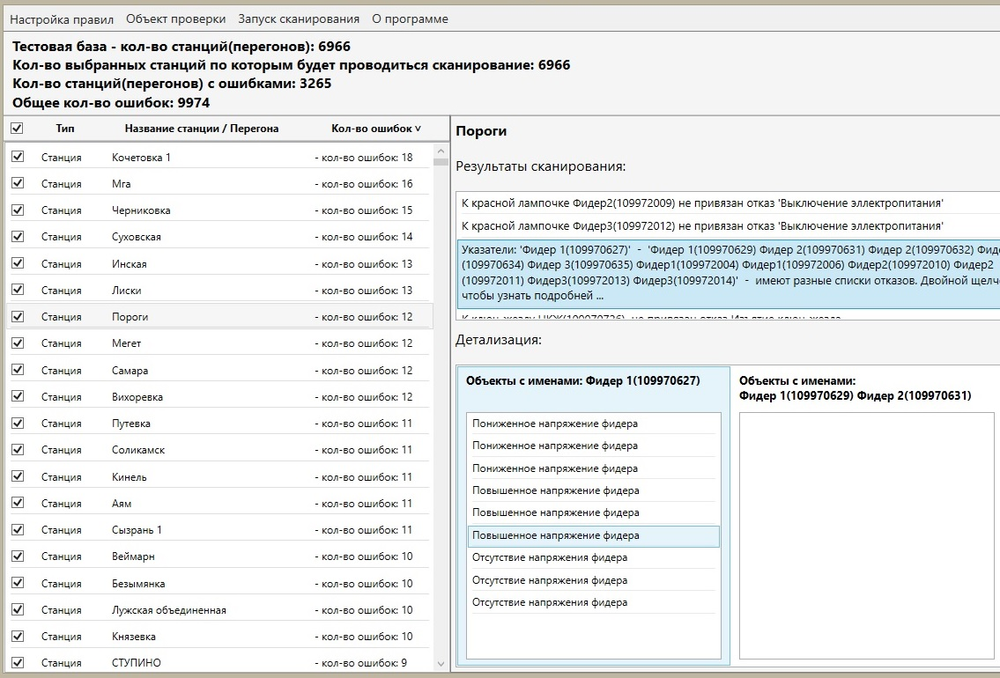 Настройка правил Объект проверки Запуск сканирования О программе
Тестовая база - кол-во станций(перегонов): 6966
Кол-во выбранных станций по которым будет проводиться сканирование: 6966
Кол-во станций(перегонов) с ошибками: 3265
Общее кол-во ошибок: 9974
Тип Название станции / Перегона Кол-во ошибок v
Станция Кочетовка 1 - кол-во ошибок: 18
Станция Мга - кол-во ошибок: 16
Станция Черниковка - кол-во ошибок: 15
Станция Суховская - кол-во ошибок: 14
Станция Инская - кол-во ошибок: 13
Станция Лиски - кол-во ошибок: 13
Станция Пороги - кол-во ошибок: 12
Станция Мегет - кол-во ошибок: 12
Станция Самара - кол-во ошибок: 12
Станция Вихоревка - кол-во ошибок: 12
Станция Путевка - кол-во ошибок: 11
Станция Соликамск - кол-во ошибок: 11
Станция Кинель - кол-во ошибок: 11
Станция Аям - кол-во ошибок: 11
Станция Сызрань 1 - кол-во ошибок: 11
Станция Веймарн - кол-во ошибок: 10
Станция Безымянка - кол-во ошибок: 10
Станция Лужская объединенная - кол-во ошибок: 10
Станция Князевка - кол-во ошибок: 10
Станция СТУПИНО - кол-во ошибок: 9
Пороги
Результаты сканирования:
К красной лампочке Фидер2(109972009) не привязан отказ 'Выключение эллектропитания'
К красной лампочке Фидер3(109972012) не привязан отказ 'Выключение эллектропитания'
Указатели: 'Фидер 1(109970627)' - 'Фидер 1(109970629) Фидер 2(109970631) Фидер 2(109970632) Фиде
(109970634) Фидер 3(109970635) Фидер1(109972004) Фидер1(109972006) Фидер2(109972010) Фидер2
(109972011) Фидер3(109972013) Фидер3(109972014)' - имеют разные списки отказов. Двойной щелч
чтобы узнать подробней ...
Детализация:
Объекты с именами: Фидер 1(109970627)
Пониженное напряжение фидера
Пониженное напряжение фидера
Пониженное напряжение фидера
Повышенное напряжение фидера
Повышенное напряжение фидера
Повышенное напряжение фидера
Отсутствие напряжения фидера
Отсутствие напряжения фидера
Отсутствие напряжения фидера
Объекты с именами:
Фидер 1(109970629) Фидер 2(109970631)